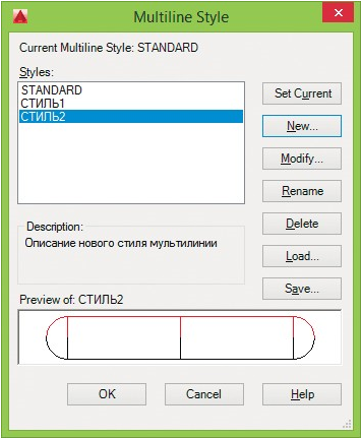 Multiline Style
Current Multiline Style: STANDARD
Styles:
STANDARD
СТИЛЬ1
СТИЛЬ2
Set Current
New...
Modify...
Rename
Delete
Load...
Save...
Description:
Описание нового стиля мультилинии
Preview of: СТИЛЬ2
OK
Cancel
Help